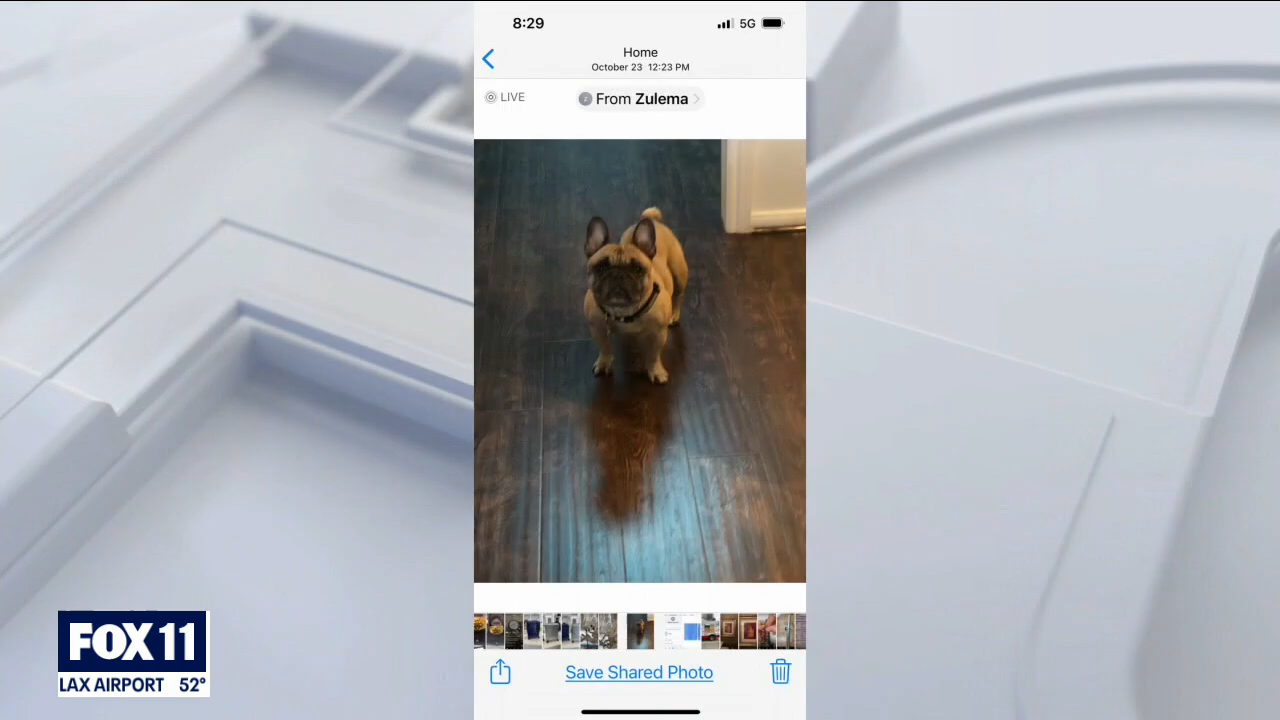 8:29
5G
Home
October 23 12:23 PM
LIVE
From Zulema
Save Shared Photo
FOX 11
LAX AIRPORT 52°